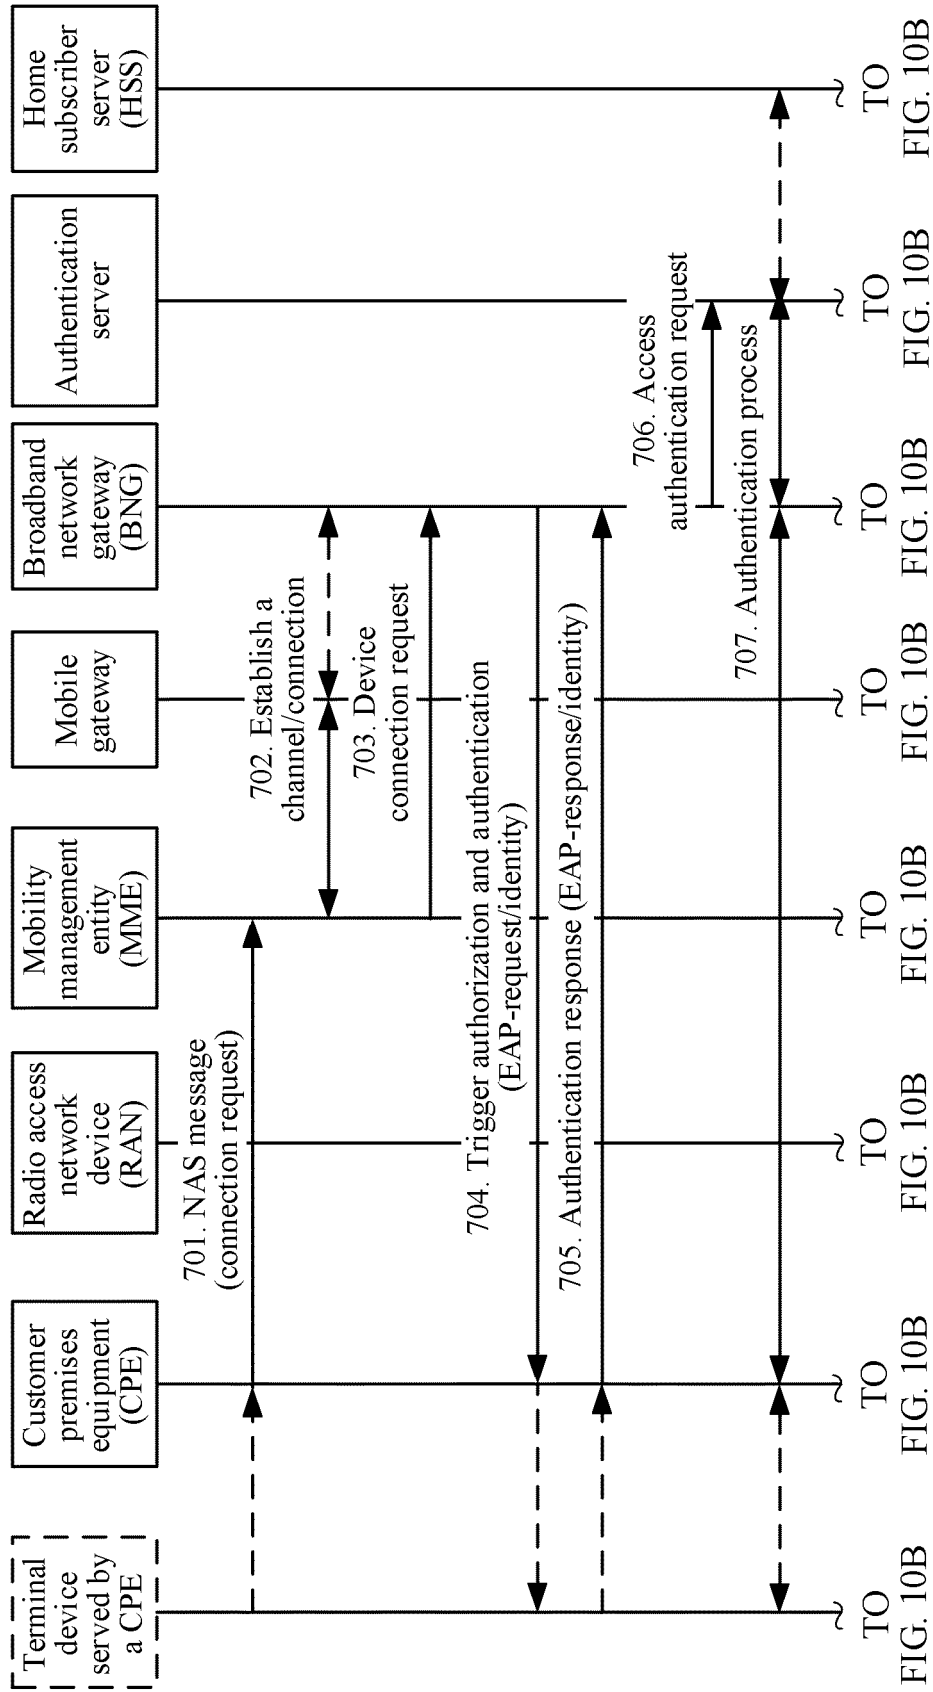 Terminal
device
served by
a CPE
Customer
premises
equipment
(CPE)
Radio access
network
device
(RAN)
Mobility
management
entity
(MME)
Mobile
gateway
Broadband
network
gateway
(BNG)
Authentication
server
Home
subscriber
server
(HSS)
701. NAS message
(connection request)
702. Establish a
channel/connection
703. Device
connection request
704. Trigger authorization and authentication
(EAP-request/identity)
705. Authentication response (EAP-response/identity)
706. Access
authentication request
707. Authentication process
TO
FIG. 10B
TO
FIG. 10B
TO
FIG. 10B
TO
FIG. 10B
TO
FIG. 10B
TO
FIG. 10B
TO
FIG. 10B
TO
FIG. 10B